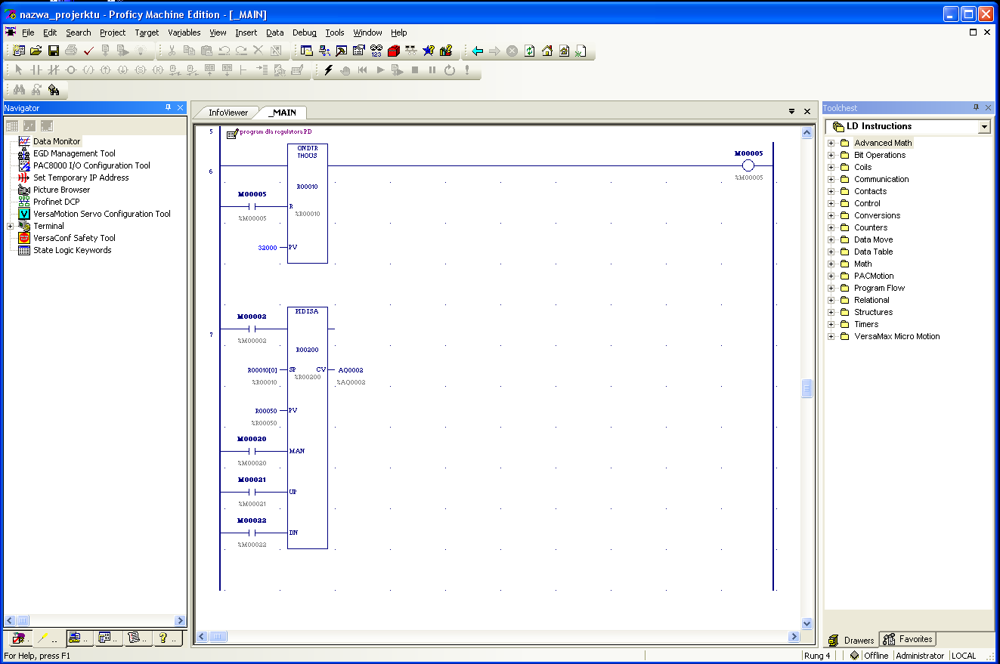 nazwa_projerktu - Proficy Machine Edition - [_MAIN]
File Edit Search Project Target Variables View Insert Data Debug Tools Window Help
Navigator
Data Monitor
EGD Management Tool
PAC8000 I/O Configuration Tool
Set Temporary IP Address
Picture Browser
Profinet DCP
VersaMotion Servo Configuration Tool
Terminal
VersaConf Safety Tool
State Logic Keywords
InfoViewer _MAIN
5 program dla regulatora PD
ONDTR
THOUS
M00005
6
%M00005
R00010
M00005
R
%M00005 %R00010
32000 PV
M00002 PIDISA
7
%M00002
R00200
R00010[0] SP CV AQ0002
%R00010 %R00200 %AQ0002
R00050 PV
%R00050
M00020
MAN
%M00020
M00021
UP
%M00021
M00022
DN
%M00022
Toolchest
LD Instructions
Advanced Math
Bit Operations
Coils
Communication
Contacts
Control
Conversions
Counters
Data Move
Data Table
Math
PACMotion
Program Flow
Relational
Structures
Timers
VersaMax Micro Motion
Drawers Favorites
For Help, press F1
Rung 4 Offline Administrator LOCAL